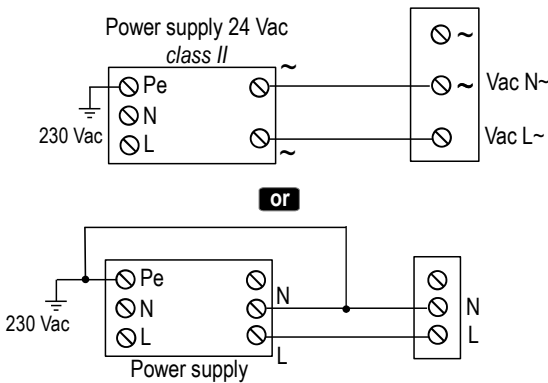 Power supply 24 Vac
class II
~
~
Pe
Vac N~
N
230 Vac
L
Vac L~
~
~
or
Pe
N
N
N
230 Vac
L
L
L
Power supply